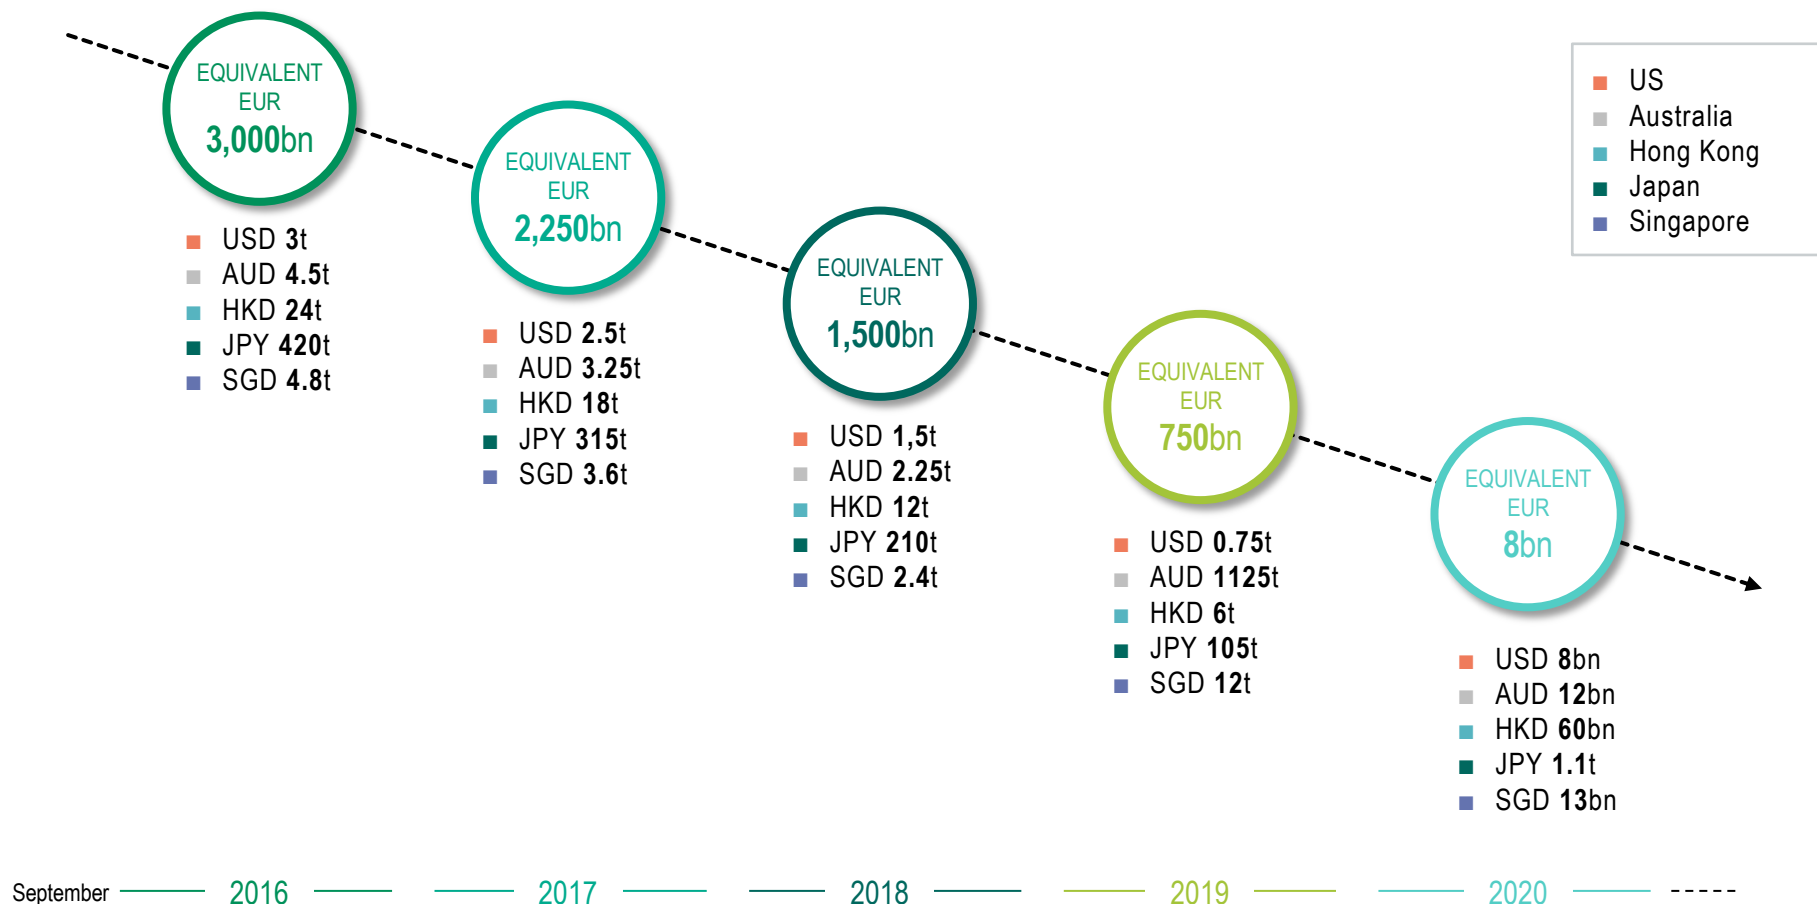 EQUIVALENT
EUR
3,000bn
USD 3t
AUD 4.5t
HKD 24t
JPY 420t
SGD 4.8t
EQUIVALENT
EUR
2,250bn
USD 2.5t
AUD 3.25t
HKD 18t
JPY 315t
SGD 3.6t
EQUIVALENT
EUR
1,500bn
USD 1,5t
AUD 2.25t
HKD 12t
JPY 210t
SGD 2.4t
EQUIVALENT
EUR
750bn
USD 0.75t
AUD 1125t
HKD 6t
JPY 105t
SGD 12t
EQUIVALENT
EUR
8bn
USD 8bn
AUD 12bn
HKD 60bn
JPY 1.1t
SGD 13bn
US
Australia
Hong Kong
Japan
Singapore
September 2016 2017 2018 2019 2020